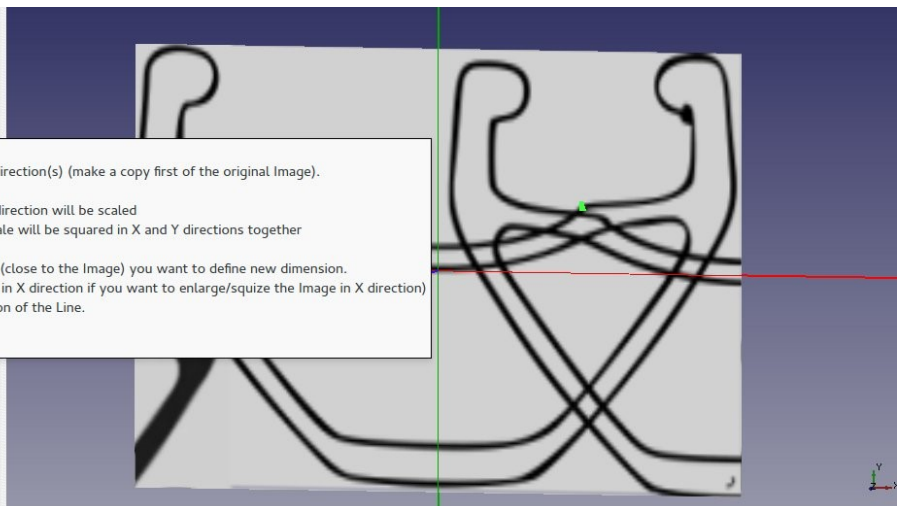 irection(s) (make a copy first of the original Image).
direction will be scaled
le will be squared in X and Y directions together
(close to the Image) you want to define new dimension.
in X direction if you want to enlarge/squize the Image in X direction)
on of the Line.
Y
Z
X